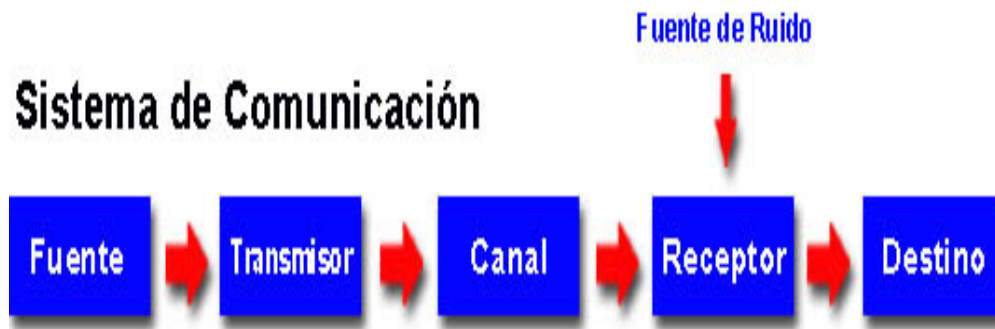 Fuente de Ruido
Sistema de Comunicación
Fuente
Transmisor
Canal
Receptor
Destino